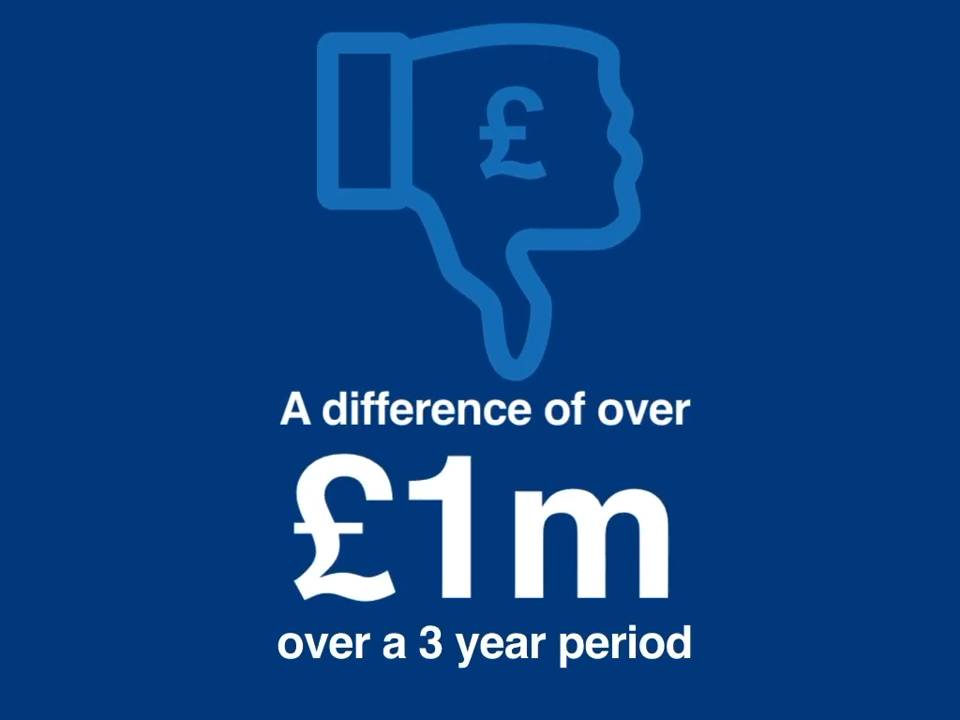 £
A difference of over
£1m
over a 3 year period